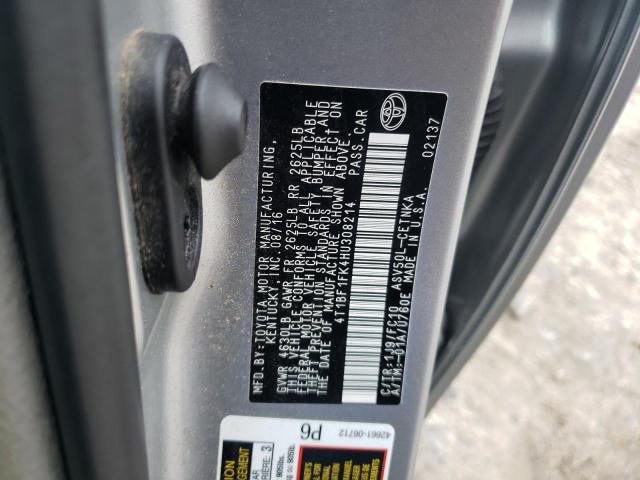 MFD.BY:TOYOTA MOTOR MANUFACTURING,
KENTUCKY,INC. 08/16
GVWR 4630LB GAWR FR 2625LB RR 2625LB
THIS VEHICLE CONFORMS TO ALL APPLICABLE
FEDERAL MOTOR VEHICLE SAFETY, BUMPER AND
THEFT PREVENTION STANDARDS IN EFFECT ON
THE DATE OF MANUFACTURE SHOWN ABOVE.
4T1BF1FK4HU308214 PASS.CAR
C/TR:1J9/FC10 ASV50L-CETNKA
A/TM:-01A/U760E MADE IN U.S.A. 02137
42661-06712
P6